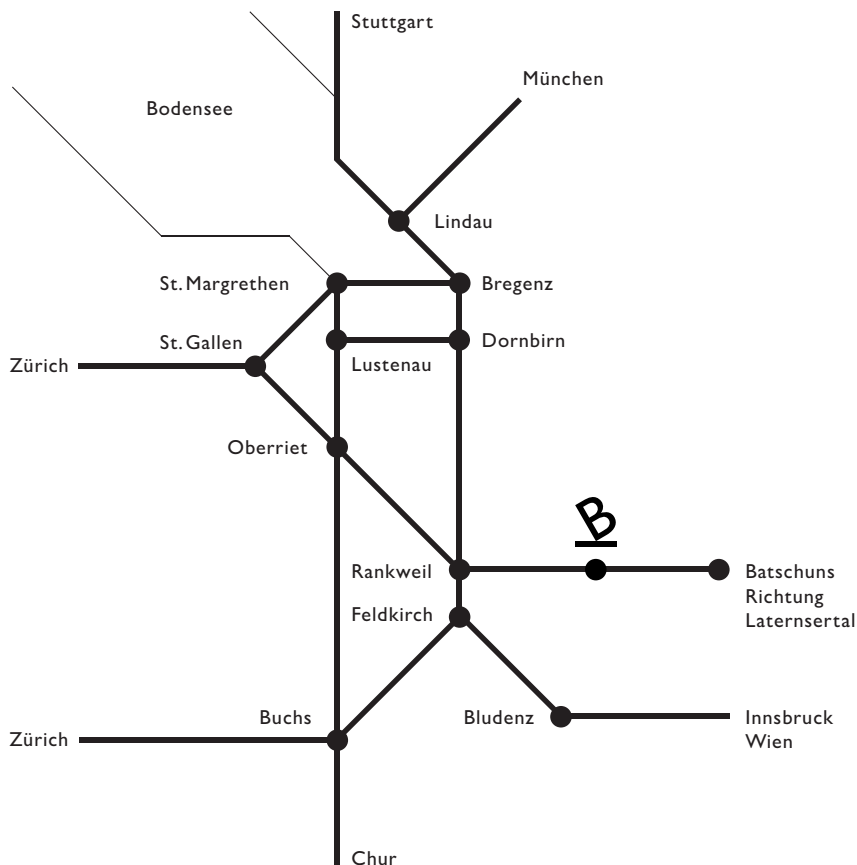 Stuttgart
München
Bodensee
Lindau
St. Margrethen
Bregenz
St. Gallen
Dornbirn
Zürich
Lustenau
Oberriet
B
Rankweil
Batschuns
Richtung
Laternsertal
Feldkirch
Buchs
Bludenz
Innsbruck
Wien
Zürich
Chur